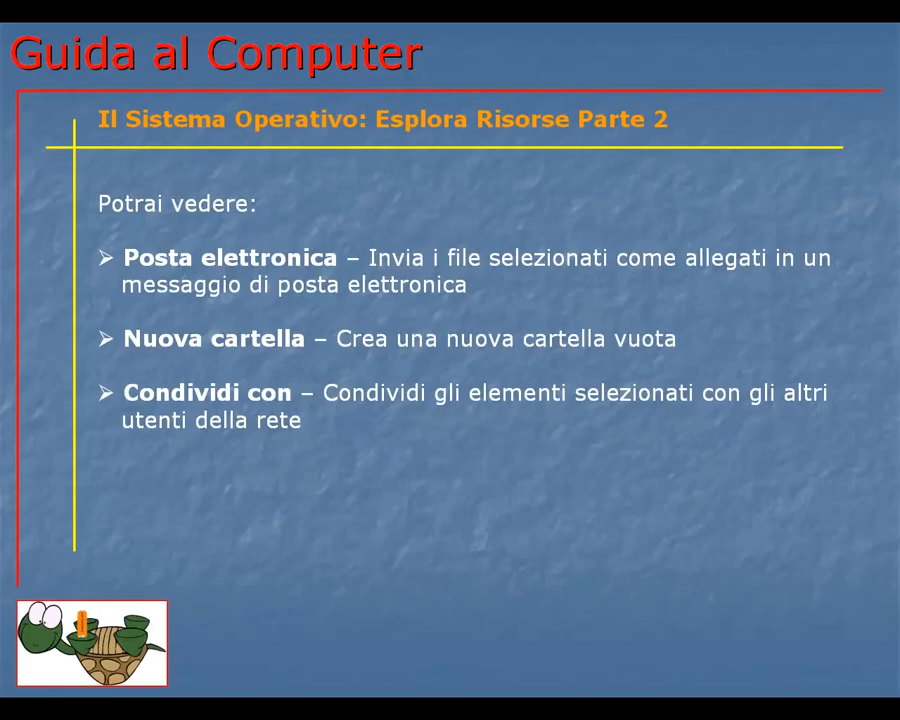 Guida al Computer
Il Sistema Operativo: Esplora Risorse Parte 2
Potrai vedere:
➢ Posta elettronica – Invia i file selezionati come allegati in un
messaggio di posta elettronica
➢ Nuova cartella – Crea una nuova cartella vuota
➢ Condividi con – Condividi gli elementi selezionati con gli altri
utenti della rete